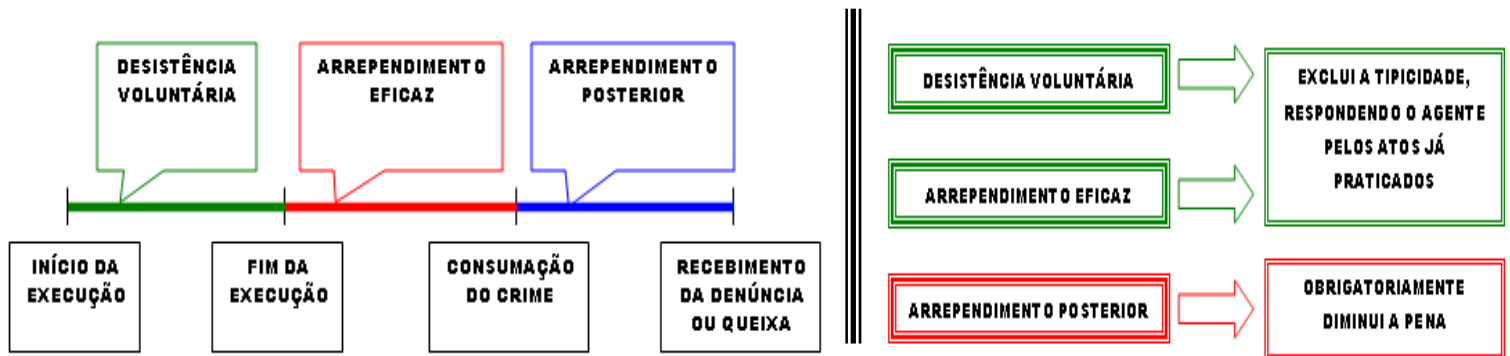 DESISTÊNCIA
VOLUNTÁRIA
ARREPENDIMENTO
EFICAZ
ARREPENDIMENTO
POSTERIOR
INÍCIO DA
EXECUÇÃO
FIM DA
EXECUÇÃO
CONSUMAÇÃO
DO CRIME
RECEBIMENTO
DA DENÚNCIA
OU QUEIXA
DESISTÊNCIA VOLUNTÁRIA
ARREPENDIMENTO EFICAZ
EXCLUI A TIPICIDADE,
RESPONDENDO O AGENTE
PELOS ATOS JÁ
PRATICADOS
ARREPENDIMENTO POSTERIOR
OBRIGATORIAMENTE
DIMINUI A PENA